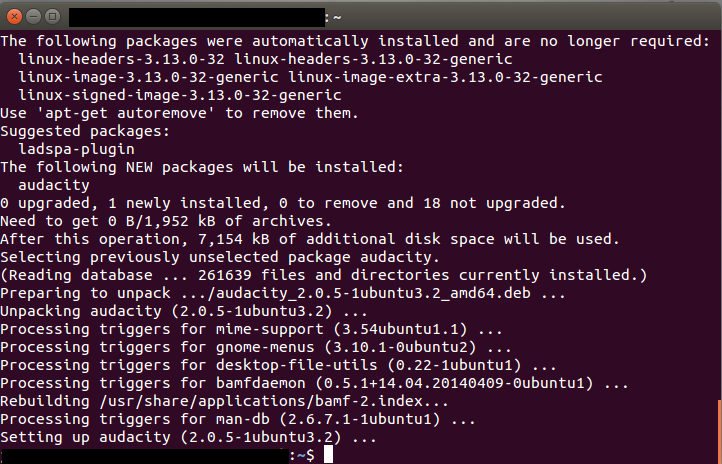 : ~
The following packages were automatically installed and are no longer required:
  linux-headers-3.13.0-32 linux-headers-3.13.0-32-generic
  linux-image-3.13.0-32-generic linux-image-extra-3.13.0-32-generic
  linux-signed-image-3.13.0-32-generic
Use 'apt-get autoremove' to remove them.
Suggested packages:
  ladspa-plugin
The following NEW packages will be installed:
  audacity
0 upgraded, 1 newly installed, 0 to remove and 18 not upgraded.
Need to get 0 B/1,952 kB of archives.
After this operation, 7,154 kB of additional disk space will be used.
Selecting previously unselected package audacity.
(Reading database ... 261639 files and directories currently installed.)
Preparing to unpack .../audacity_2.0.5-1ubuntu3.2_amd64.deb ...
Unpacking audacity (2.0.5-1ubuntu3.2) ...
Processing triggers for mime-support (3.54ubuntu1.1) ...
Processing triggers for gnome-menus (3.10.1-0ubuntu2) ...
Processing triggers for desktop-file-utils (0.22-1ubuntu1) ...
Processing triggers for bamfdaemon (0.5.1+14.04.20140409-0ubuntu1) ...
Rebuilding /usr/share/applications/bamf-2.index...
Processing triggers for man-db (2.6.7.1-1ubuntu1) ...
Setting up audacity (2.0.5-1ubuntu3.2) ...
:~$